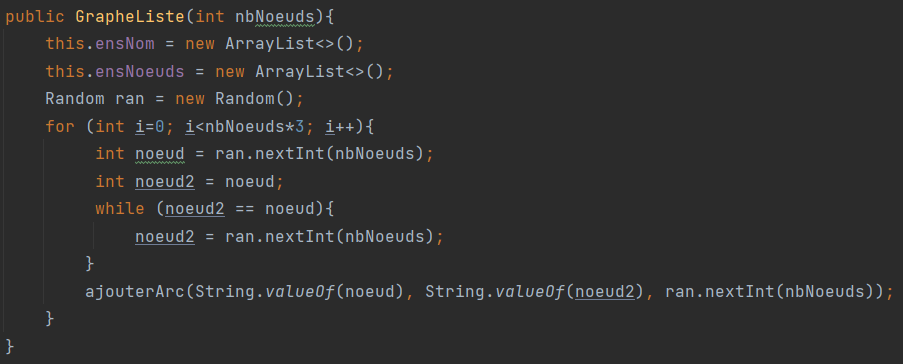 public GrapheListe(int nbNoeuds){
    this.ensNom = new ArrayList<>();
    this.ensNoeuds = new ArrayList<>();
    Random ran = new Random();
    for (int i=0; i<nbNoeuds*3; i++){
         int noeud = ran.nextInt(nbNoeuds);
         int noeud2 = noeud;
         while (noeud2 == noeud){
             noeud2 = ran.nextInt(nbNoeuds);
        }
        ajouterArc(String.valueOf(noeud), String.valueOf(noeud2), ran.nextInt(nbNoeuds));
    }
}